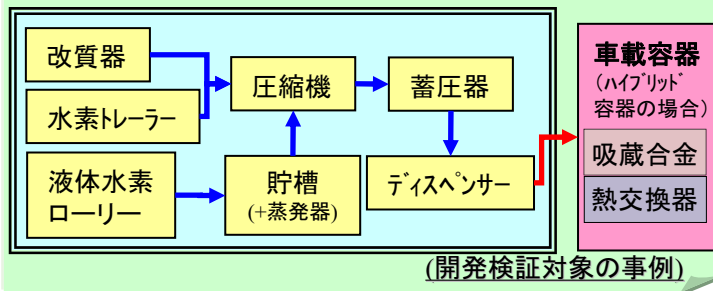 改質器
水素トレーラー
液体水素
ローリー
圧縮機
貯槽
(+蒸発器)
蓄圧器
ﾃﾞｨｽﾍﾟﾝｻｰ
車載容器
(ﾊｲﾌﾞﾘｯﾄﾞ
容器の場合)
吸蔵合金
熱交換器
(開発検証対象の事例)